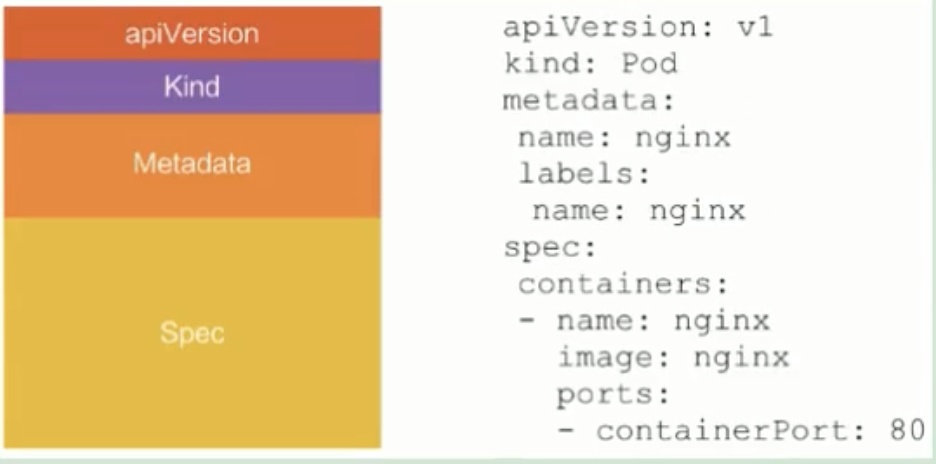 apiVersion
Kind
Metadata
Spec
apiVersion: v1
kind: Pod
metadata:
 name: nginx
 labels:
  name: nginx
spec:
 containers:
 - name: nginx
   image: nginx
   ports:
   - containerPort: 80